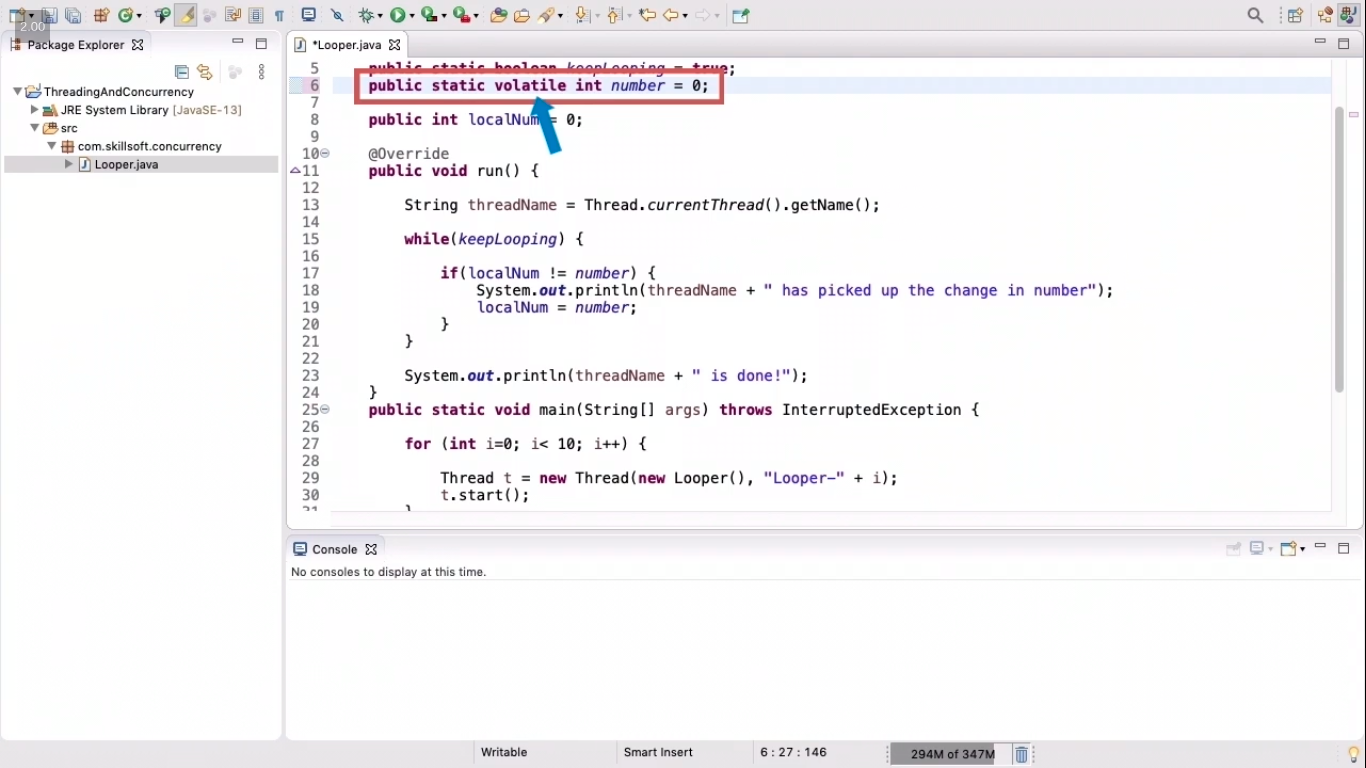 2.00
Package Explorer
ThreadingAndConcurrency
JRE System Library [JavaSE-13]
src
com.skillsoft.concurrency
Looper.java
*Looper.java
5 public static boolean keepLooping = true;
6 public static volatile int number = 0;
7
8 public int localNum = 0;
9
10 @Override
11 public void run() {
12
13 String threadName = Thread.currentThread().getName();
14
15 while(keepLooping) {
16
17 if(localNum != number) {
18 System.out.println(threadName + " has picked up the change in number");
19 localNum = number;
20 }
21 }
22
23 System.out.println(threadName + " is done!");
24 }
25 public static void main(String[] args) throws InterruptedException {
26
27 for (int i=0; i< 10; i++) {
28
29 Thread t = new Thread(new Looper(), "Looper-" + i);
30 t.start();
31 }
Console
No consoles to display at this time.
Writable
Smart Insert
6 : 27 : 146
294M of 347M